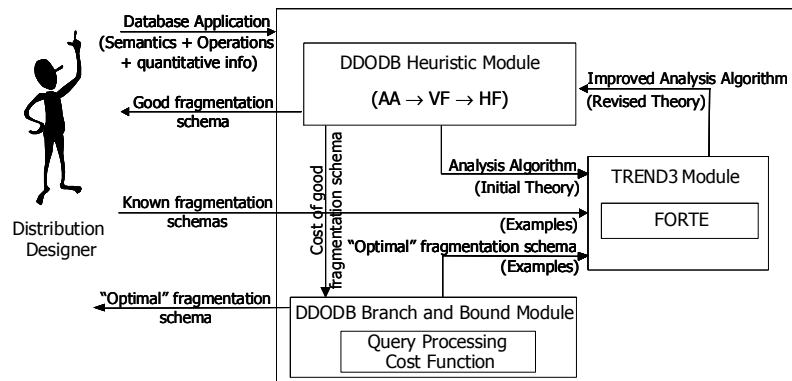 Database Application
(Semantics + Operations
+ quantitative info)
DDODB Heuristic Module
(AA → VF → HF)
Improved Analysis Algorithm
(Revised Theory)
Good fragmentation
schema
Cost of good
fragmentation schema
Analysis Algorithm
(Initial Theory)
TREND3 Module
FORTE
Known fragmentation
schemas
(Examples)
Distribution
Designer
“Optimal” fragmentation schema
(Examples)
“Optimal” fragmentation
schema
DDODB Branch and Bound Module
Query Processing
Cost Function